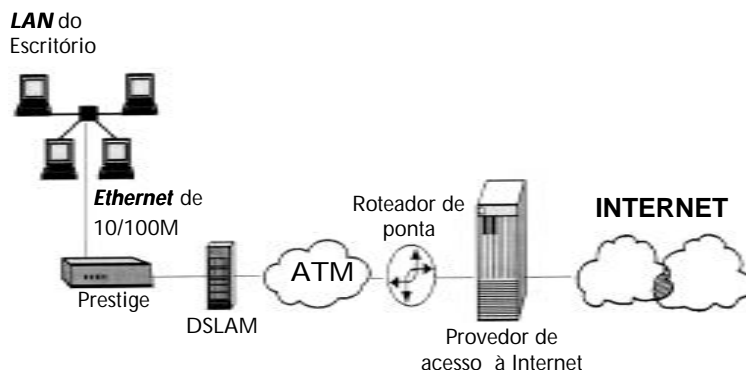 LAN do
Escritório
Ethernet de
10/100M
Prestige
DSLAM
ATM
Roteador de
ponta
Provedor de
acesso à Internet
INTERNET